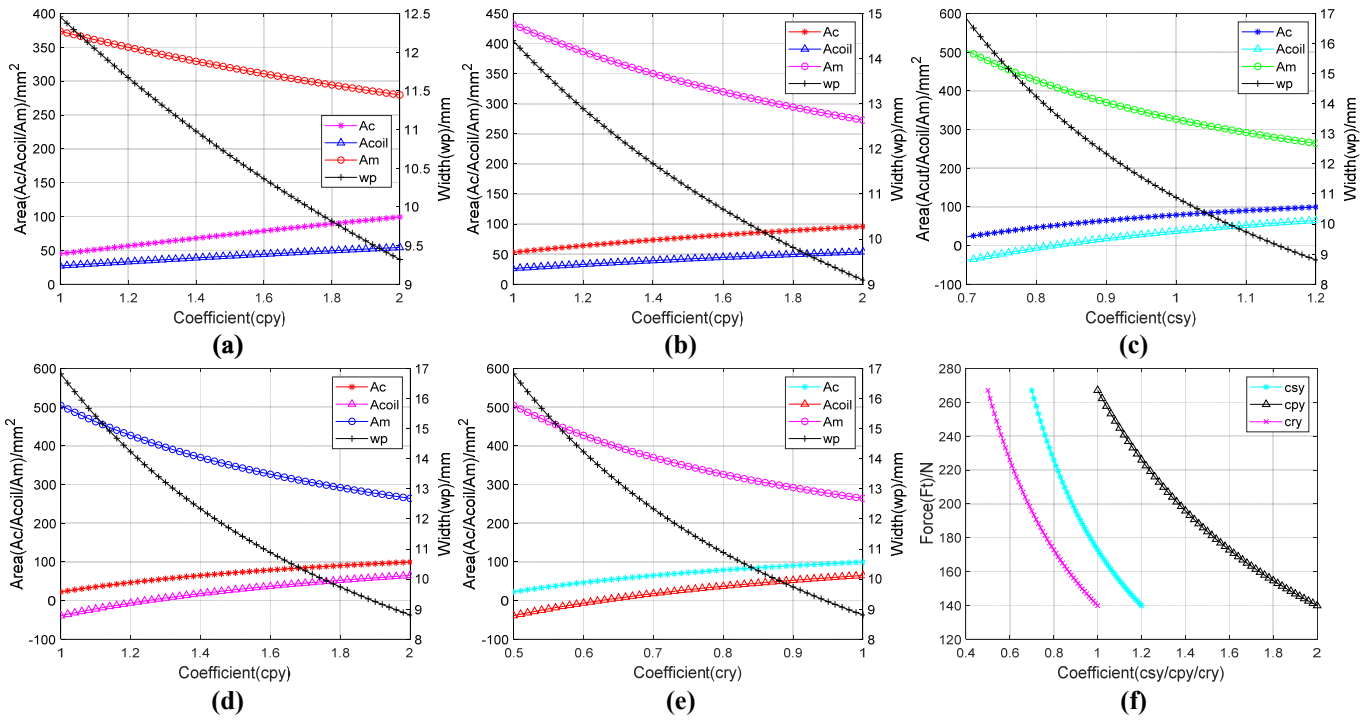 400
350
300
250
200
150
100
50
0
12.5
12
11.5
11
10.5
10
9.5
9
1
1.2
1.4
1.6
1.8
2
Area(Ac/Acoil/Am)/mm²
Width(wp)/mm
Coefficient(cpy)
Ac
Acoil
Am
wp
(a)
450
400
350
300
250
200
150
100
50
0
15
14
13
12
11
10
9
1
1.2
1.4
1.6
1.8
2
Area(Ac/Acoil/Am)/mm²
Width(wp)/mm
Coefficient(cpy)
Ac
Acoil
Am
wp
(b)
600
500
400
300
200
100
0
-100
17
16
15
14
13
12
11
10
9
8
0.7
0.8
0.9
1
1.1
1.2
Area(Acut/Acoil/Am)/mm²
Width(wp)/mm
Coefficient(csy)
Ac
Acoil
Am
wp
(c)
600
500
400
300
200
100
0
-100
17
16
15
14
13
12
11
10
9
8
1
1.2
1.4
1.6
1.8
2
Area(Ac/Acoil/Am)/mm²
Width(wp)/mm
Coefficient(cpy)
Ac
Acoil
Am
wp
(d)
600
500
400
300
200
100
0
-100
17
16
15
14
13
12
11
10
9
8
0.5
0.6
0.7
0.8
0.9
1
Area(Ac/Acoil/Am)/mm²
Width(wp)/mm
Coefficient(cry)
Ac
Acoil
Am
wp
(e)
280
260
240
220
200
180
160
140
120
0.4
0.6
0.8
1
1.2
1.4
1.6
1.8
2
Force(Ft)/N
Coefficient(csy/cpy/cry)
csy
cpy
cry
(f)